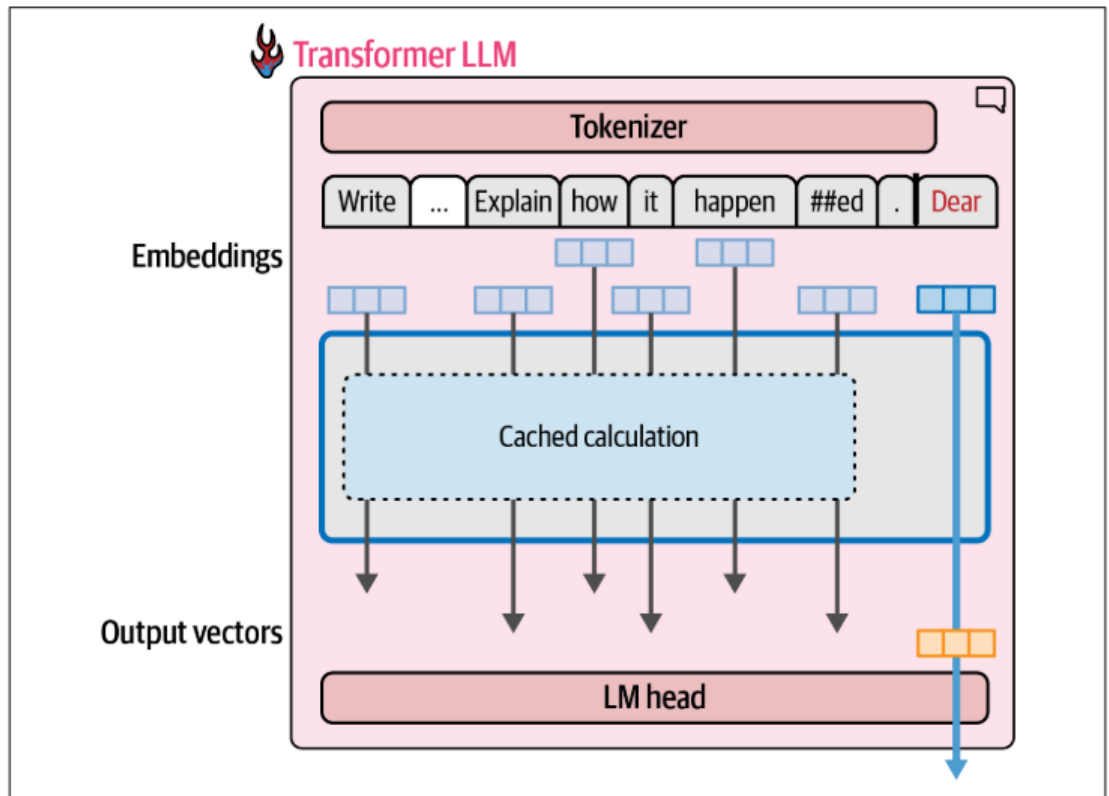 Transformer LLM
Tokenizer
Write ... Explain how it happen ##ed . Dear
Embeddings
Cached calculation
Output vectors
LM head